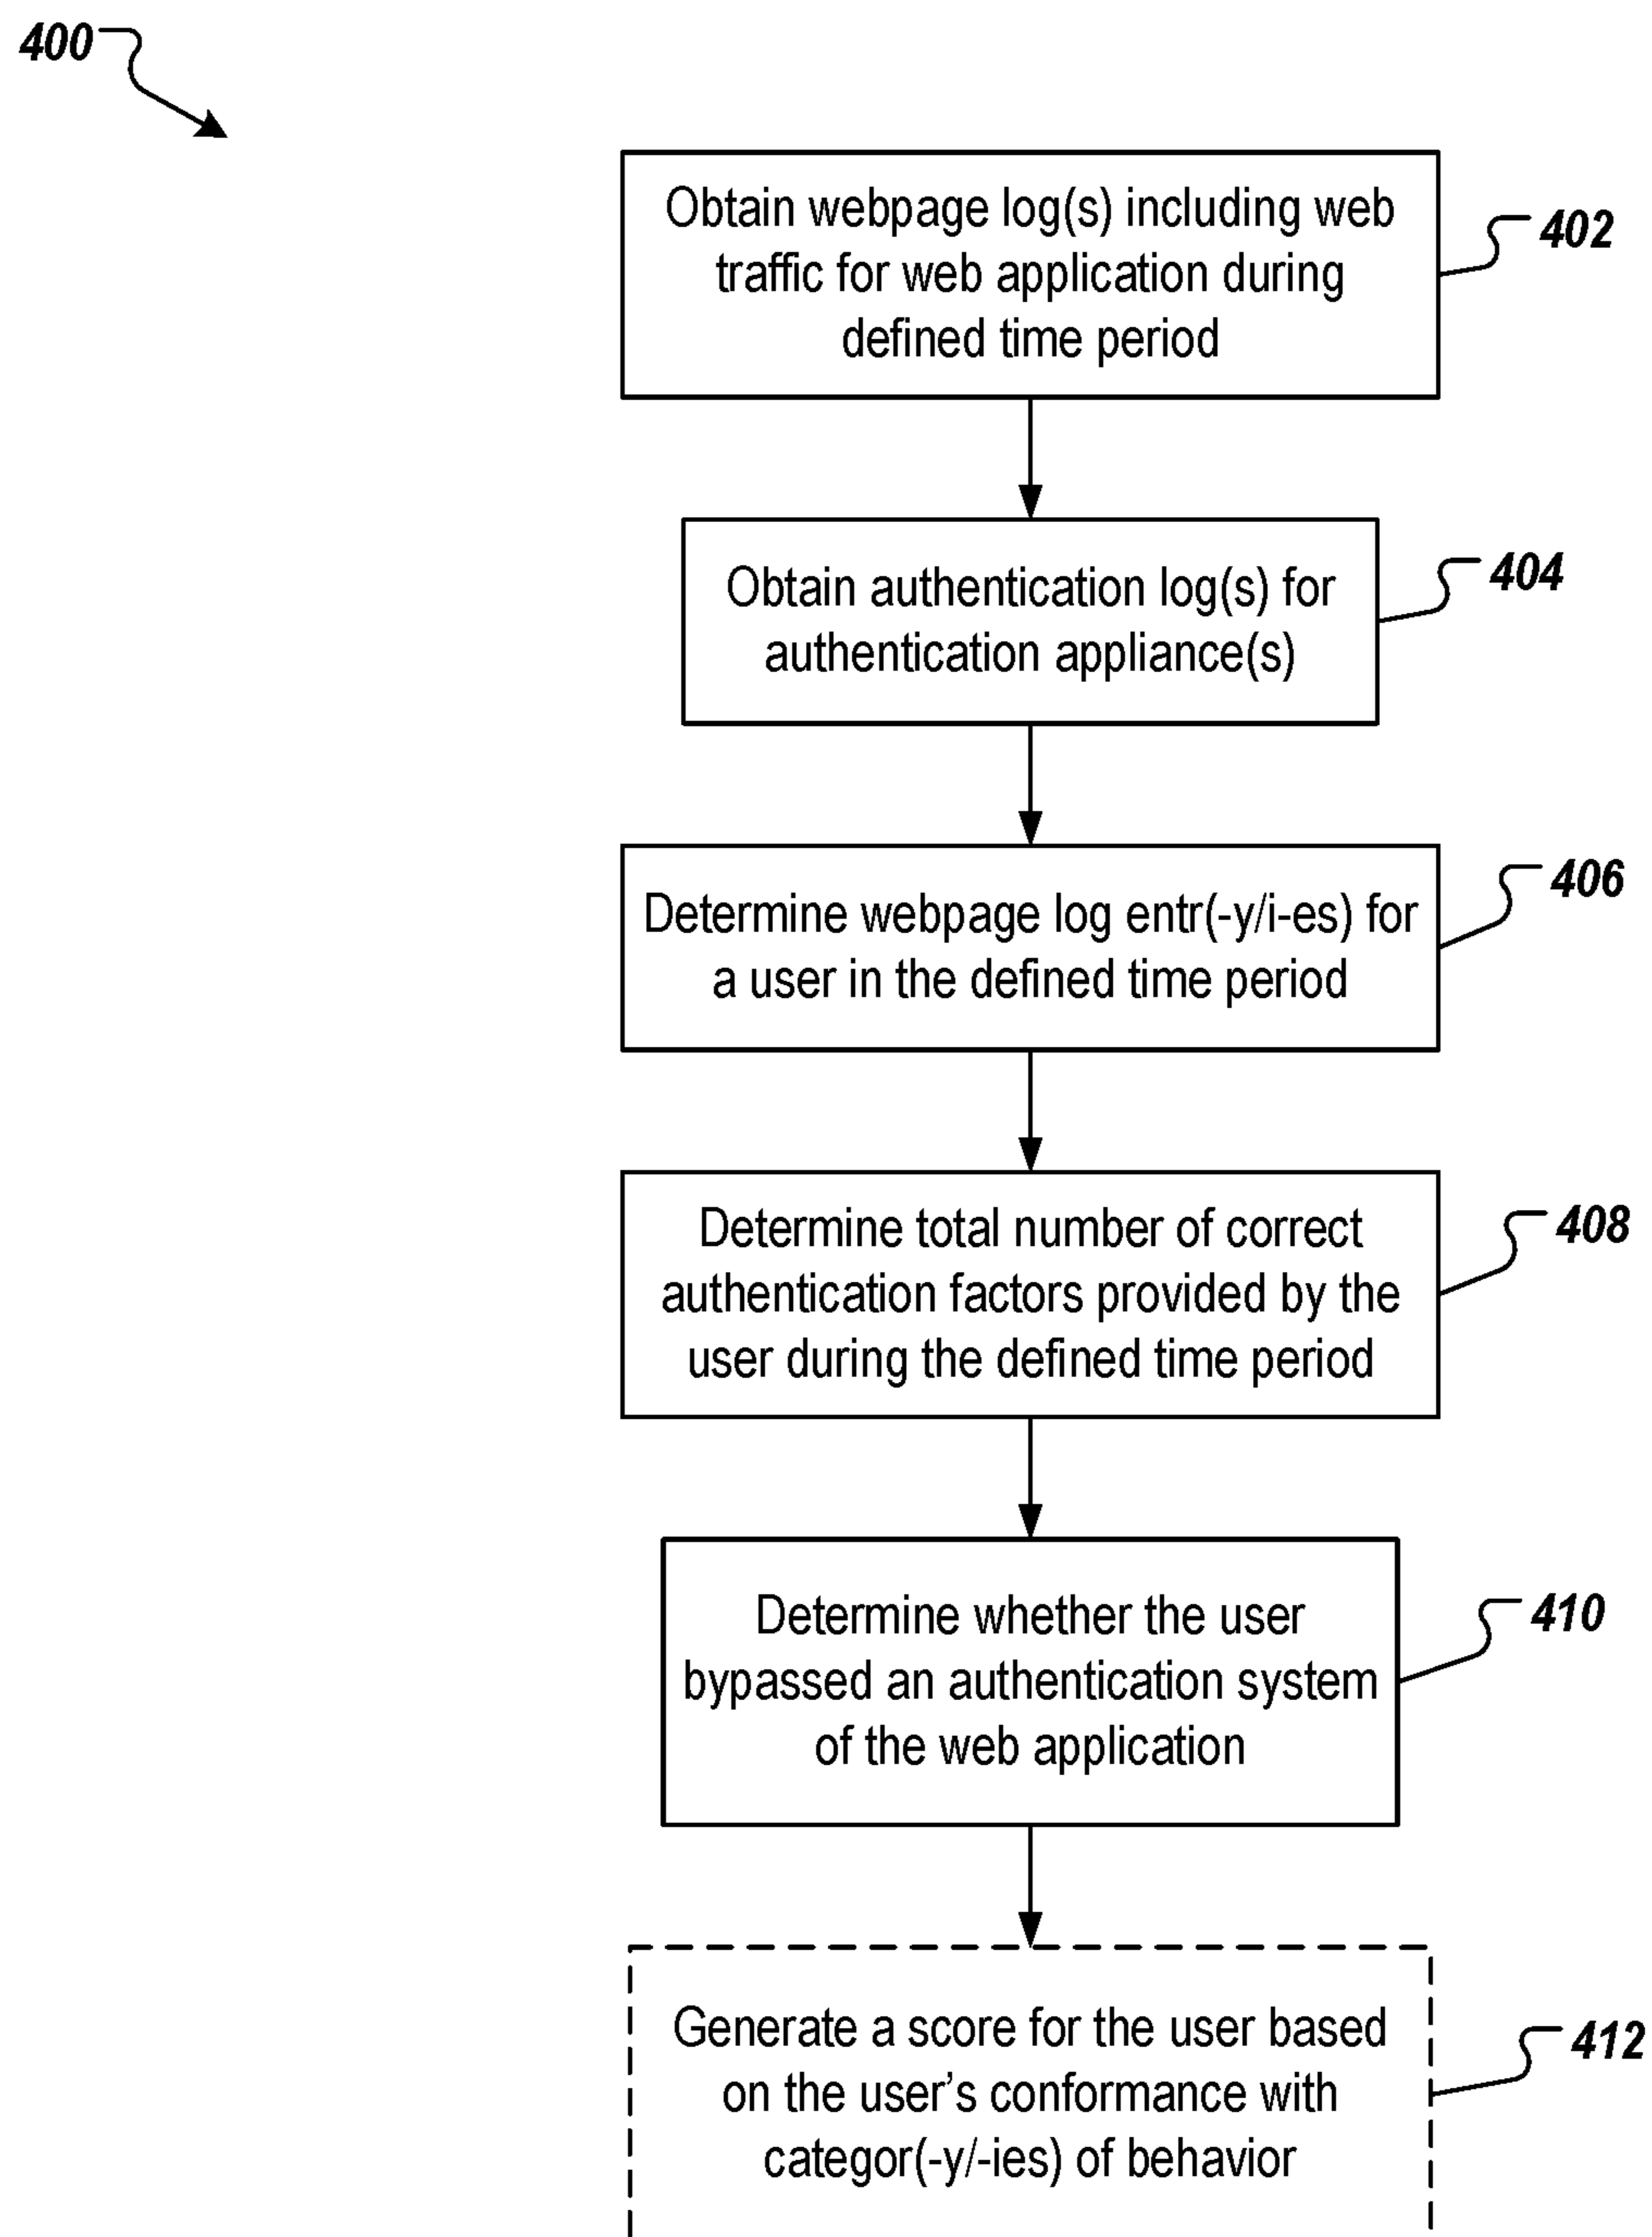 400
Obtain webpage log(s) including web
traffic for web application during
defined time period
402
Obtain authentication log(s) for
authentication appliance(s)
404
Determine webpage log entr(-y/i-es) for
a user in the defined time period
406
Determine total number of correct
authentication factors provided by the
user during the defined time period
408
Determine whether the user
bypassed an authentication system
of the web application
410
Generate a score for the user based
on the user’s conformance with
categor(-y/-ies) of behavior
412